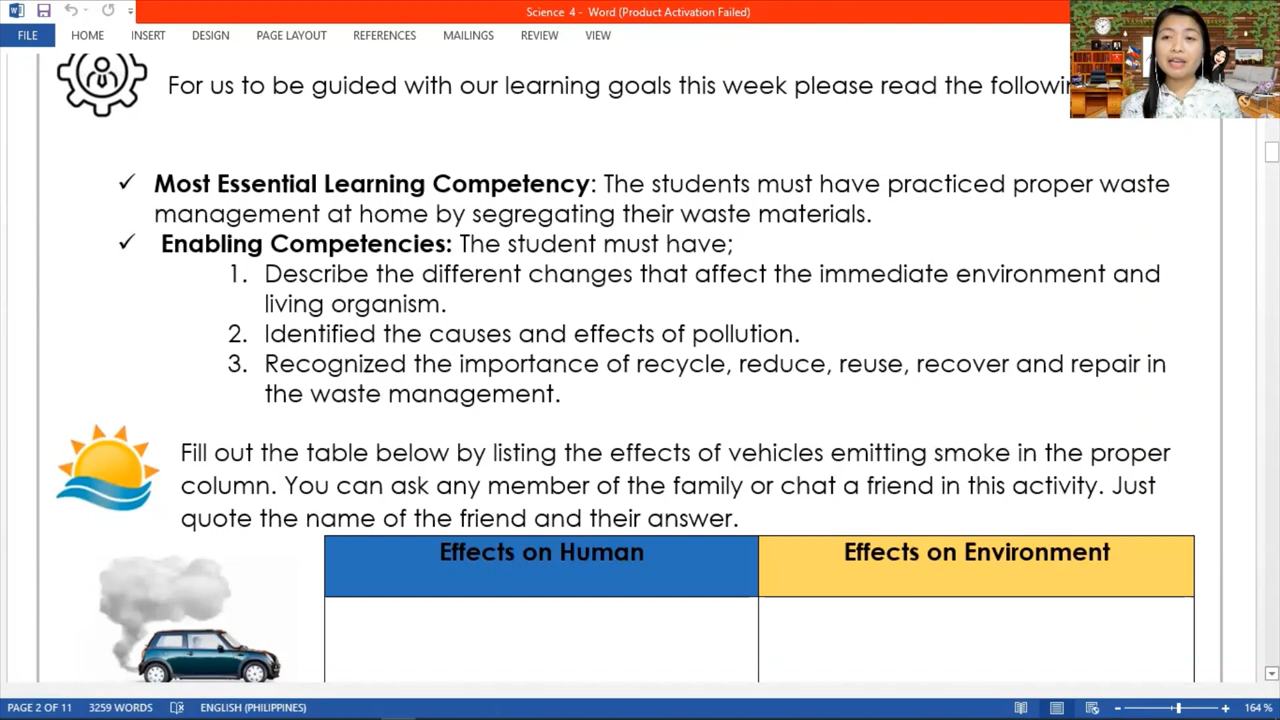 Science 4 - Word (Product Activation Failed)
FILE HOME INSERT DESIGN PAGE LAYOUT REFERENCES MAILINGS REVIEW VIEW
For us to be guided with our learning goals this week please read the
Most Essential Learning Competency: The students must have practiced proper waste
management at home by segregating their waste materials.
Enabling Competencies: The student must have;
1. Describe the different changes that affect the immediate environment and
living organism.
2. Identified the causes and effects of pollution.
3. Recognized the importance of recycle, reduce, reuse, recover and repair in
the waste management.
Fill out the table below by listing the effects of vehicles emitting smoke in the proper
column. You can ask any member of the family or chat a friend in this activity. Just
quote the name of the friend and their answer.
Effects on Human
Effects on Environment
PAGE 2 OF 11 3259 WORDS ENGLISH (PHILIPPINES) 164 %